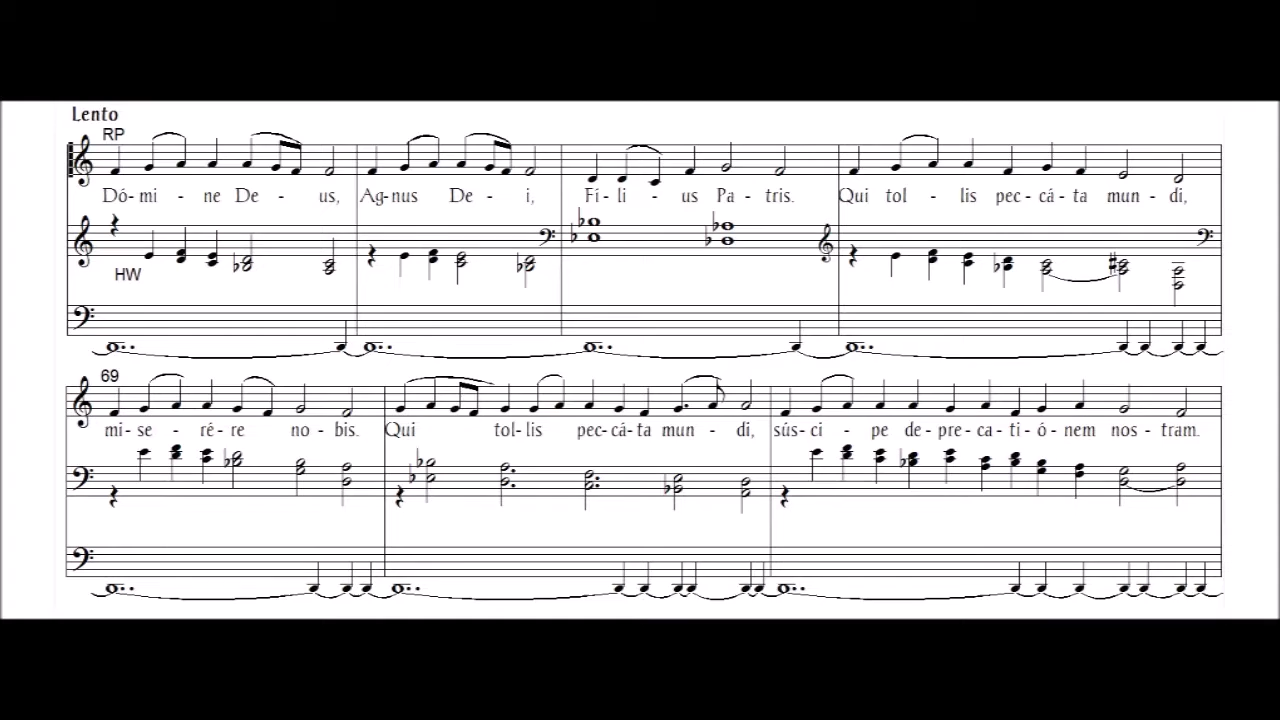 Lento
RP
Dó-mi - ne De - us, Ag-nus De - i, Fí-li - us Pa-tris. Qui tol - lis pec-cá-ta mun-di,
HW
69
mi-se - ré-re no-bis. Qui tol-lis pec-cá-ta mun-di, sús-ci - pe de-pre-ca-ti-ó-nem nos-tram.